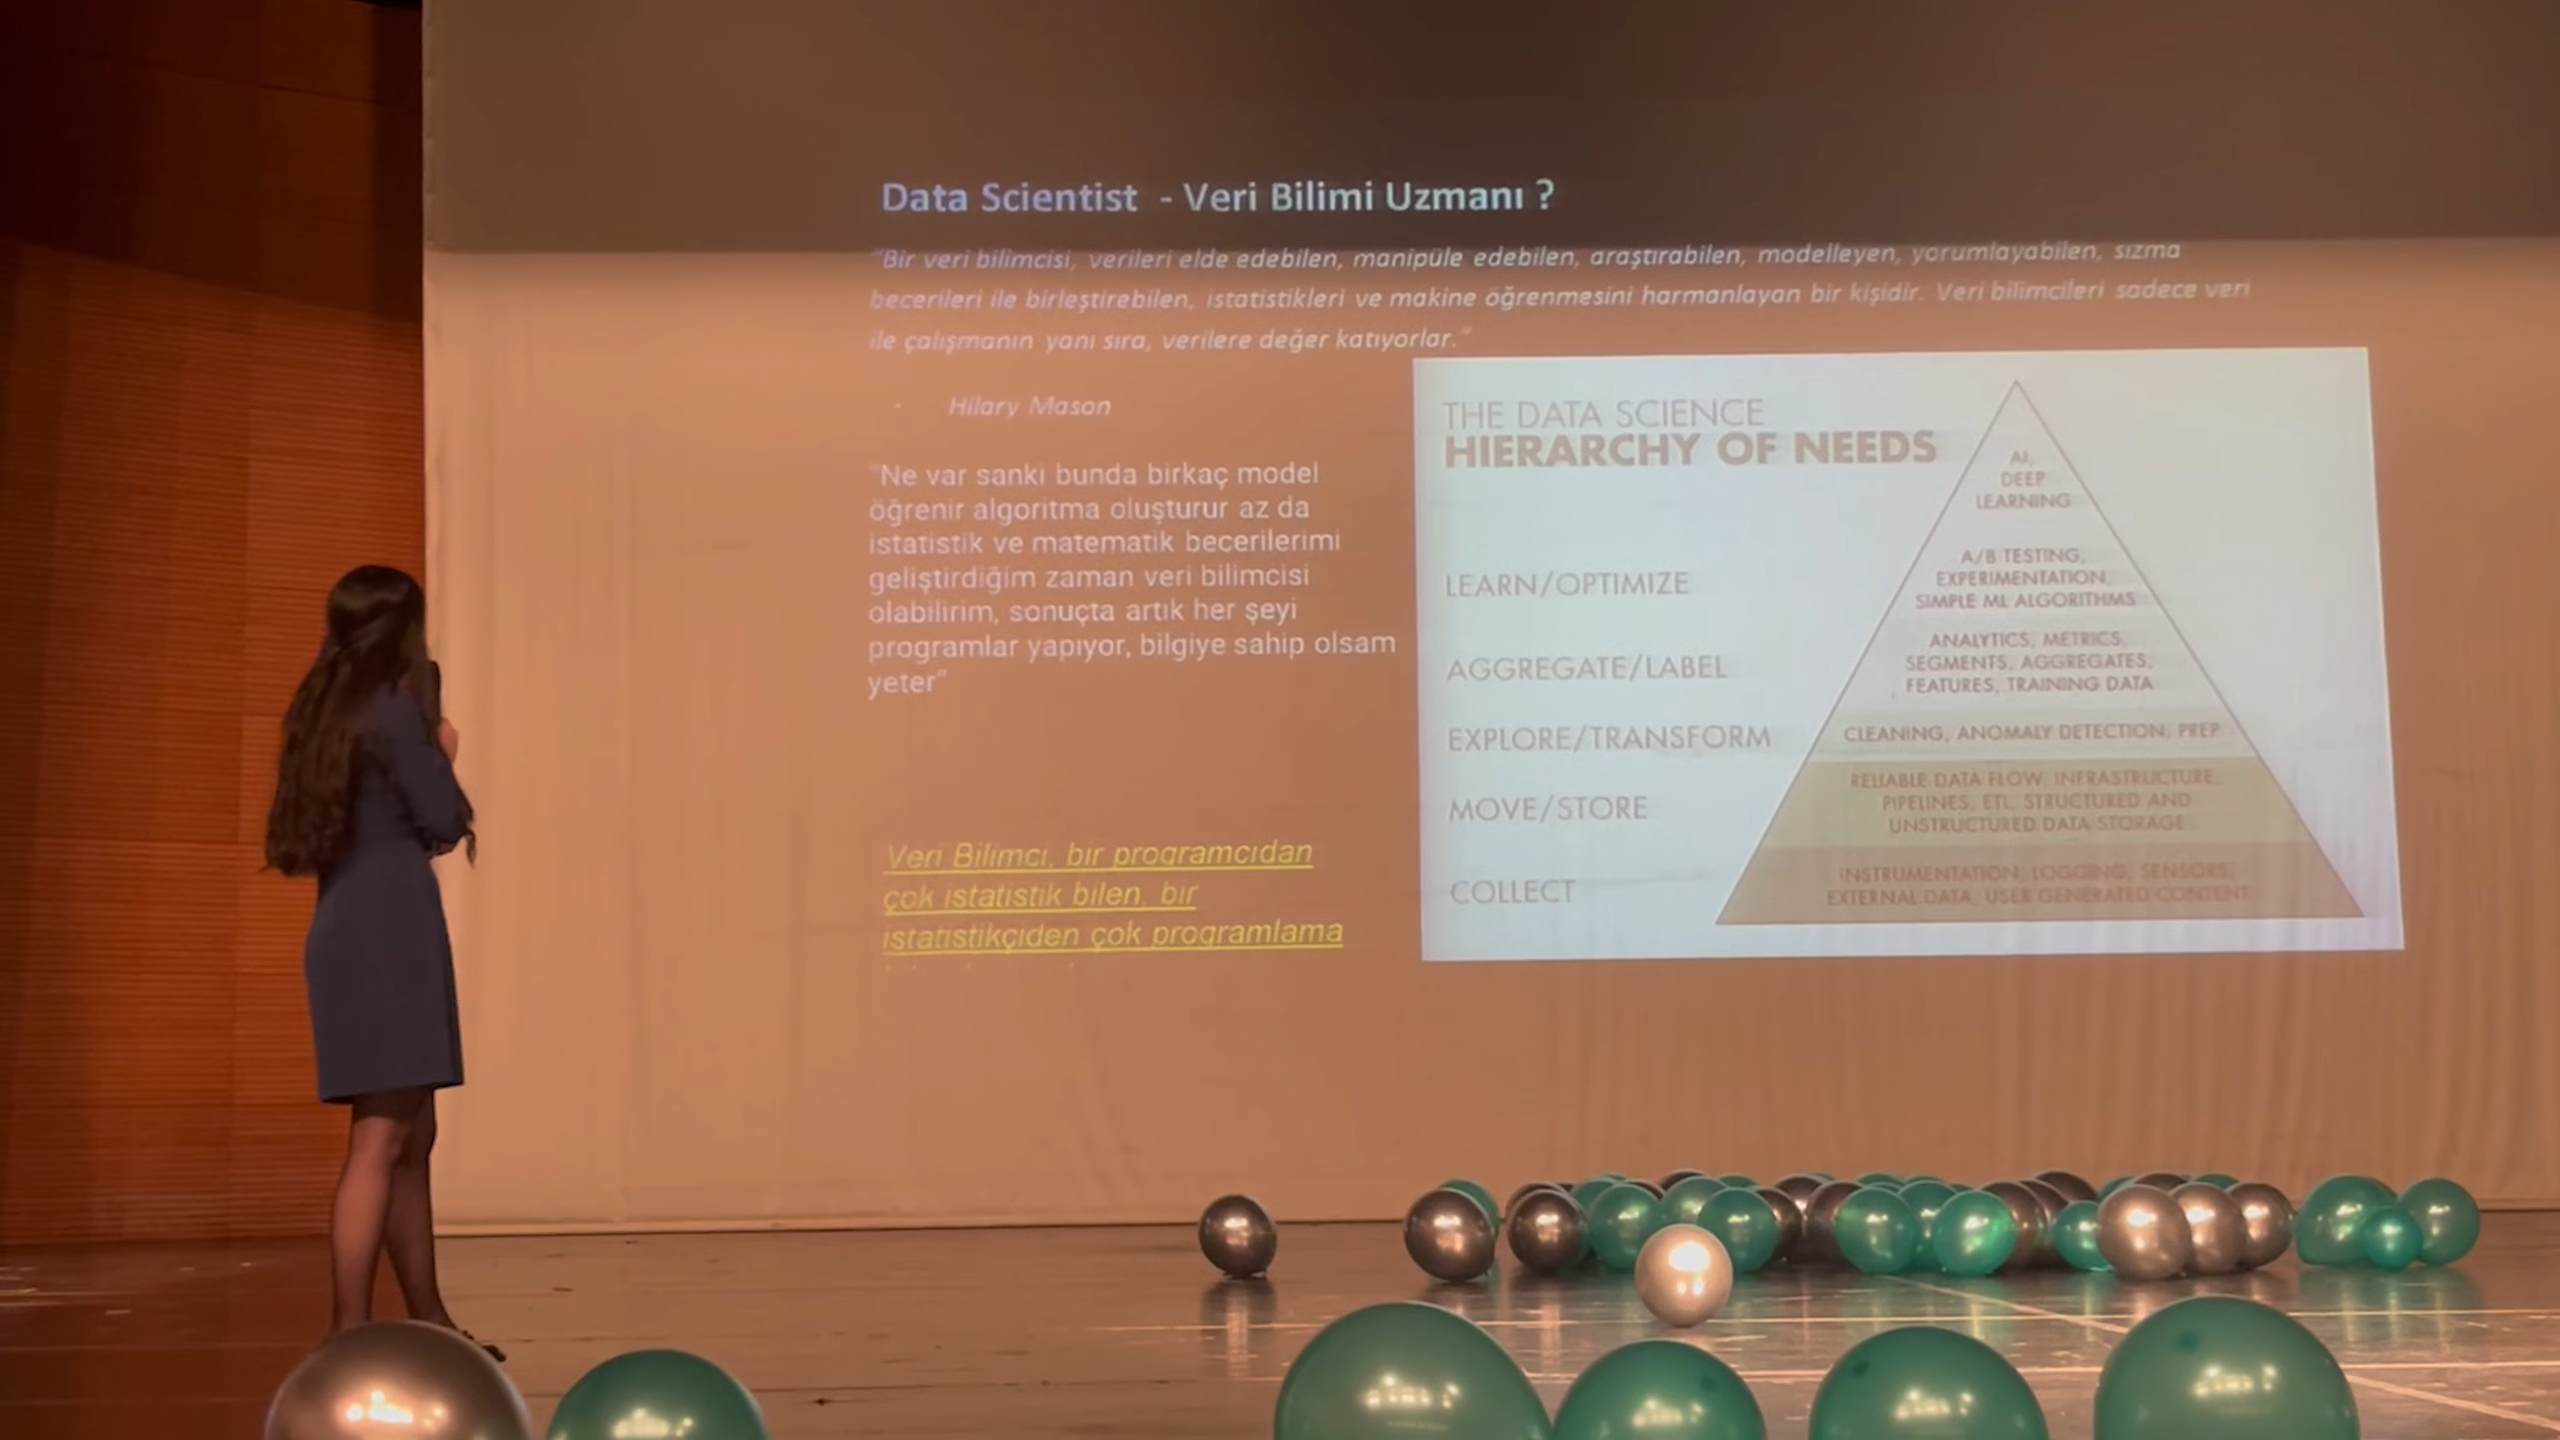 Data Scientist - Veri Bilimi Uzmanı ?
"Bir veri bilimcisi, verileri elde edebilen, manipüle edebilen, araştırabilen, modelleyen, yorumlayabilen, sızma
becerileri ile birleştirebilen, istatistikleri ve makine öğrenmesini harmanlayan bir kişidir. Veri bilimcileri sadece veri
ile çalışmanın yanı sıra, verilere değer katıyorlar."
- Hilary Mason
"Ne var sanki bunda birkaç model
öğrenir algoritma oluşturur az da
istatistik ve matematik becerilerimi
geliştirdiğim zaman veri bilimcisi
olabilirim, sonuçta artık her şeyi
programlar yapıyor, bilgiye sahip olsam
yeter"
Veri Bilimci, bir programcıdan
çok istatistik bilen, bir
istatistikçiden çok programlama
THE DATA SCIENCE
HIERARCHY OF NEEDS
AI,
DEEP
LEARNING
LEARN/OPTIMIZE
A/B TESTING,
EXPERIMENTATION,
SIMPLE ML ALGORITHMS
AGGREGATE/LABEL
ANALYTICS, METRICS,
SEGMENTS, AGGREGATES,
FEATURES, TRAINING DATA
EXPLORE/TRANSFORM
CLEANING, ANOMALY DETECTION, PREP
MOVE/STORE
RELIABLE DATA FLOW, INFRASTRUCTURE,
PIPELINES, ETL, STRUCTURED AND
UNSTRUCTURED DATA STORAGE
COLLECT
INSTRUMENTATION, LOGGING, SENSORS,
EXTERNAL DATA, USER GENERATED CONTENT